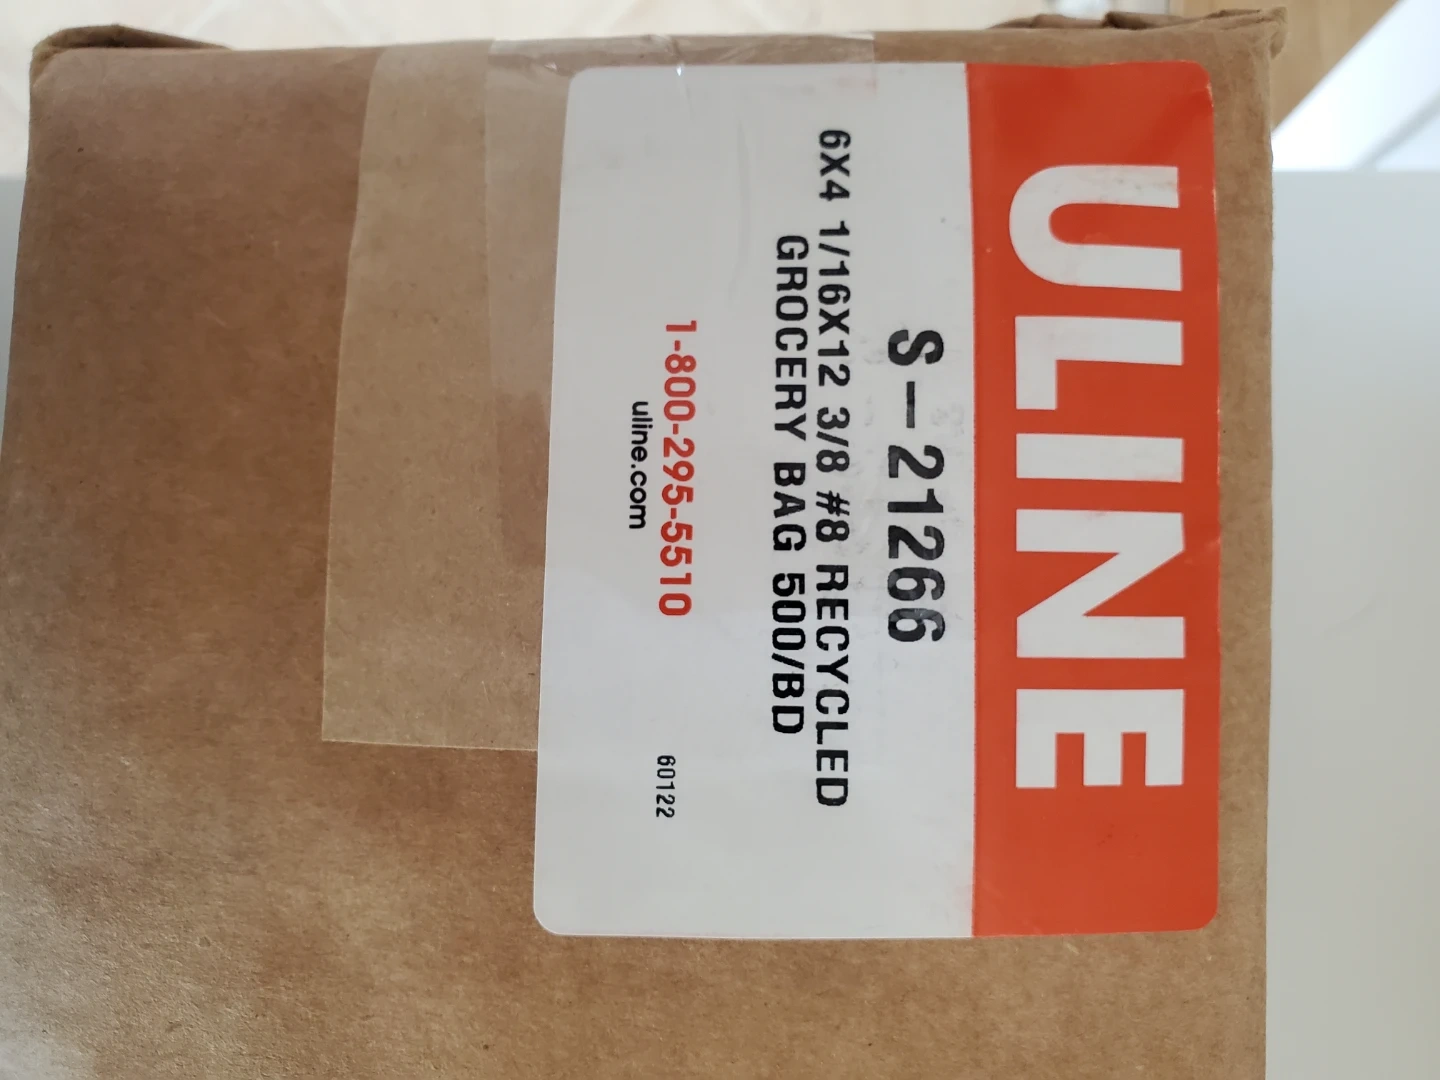 ULINE
S-21266
6X4 1/16X12 3/8 #8 RECYCLED
GROCERY BAG 500/BD
1-800-295-5510
uline.com
60122